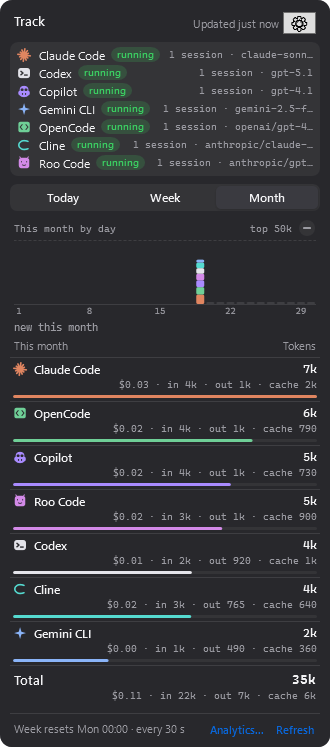 Track Updated just now
Claude Code running 1 session · claude-sonn…
Codex running 1 session · gpt-5.1
Copilot running 1 session · gpt-4.1
Gemini CLI running 1 session · gemini-2.5-f…
OpenCode running 1 session · openai/gpt-4…
Cline running 1 session · anthropic/claude-…
Roo Code running 1 session · anthropic/gpt…
Today Week Month
This month by day top 50k
1 8 15 22 29
new this month
This month Tokens
Claude Code 7k
$0.03 · in 4k · out 1k · cache 2k
OpenCode 6k
$0.02 · in 4k · out 1k · cache 790
Copilot 5k
$0.02 · in 4k · out 1k · cache 730
Roo Code 5k
$0.02 · in 3k · out 1k · cache 900
Codex 4k
$0.01 · in 2k · out 920 · cache 1k
Cline 4k
$0.02 · in 3k · out 765 · cache 640
Gemini CLI 2k
$0.00 · in 1k · out 490 · cache 360
Total 35k
$0.11 · in 22k · out 7k · cache 6k
Week resets Mon 00:00 · every 30 s Analytics… Refresh